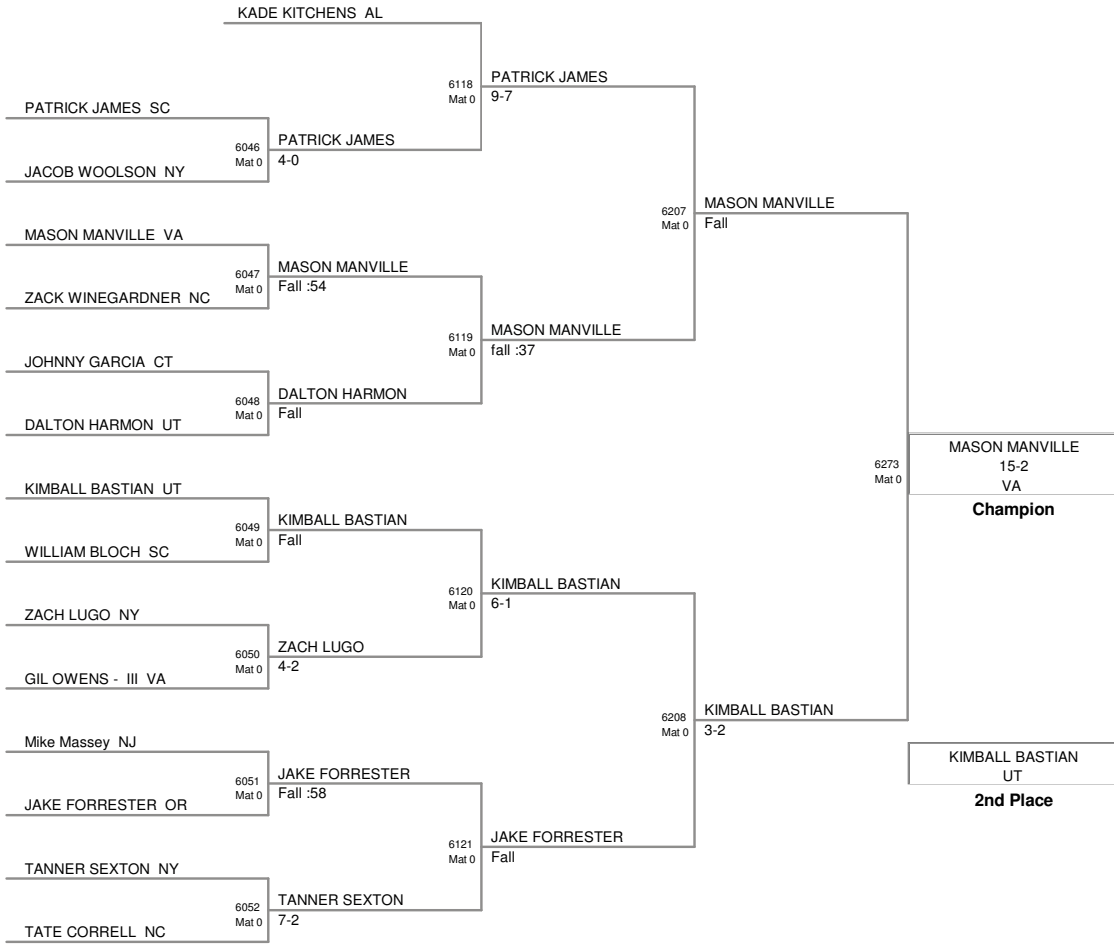 KADE KITCHENS AL
6118
Mat 0
PATRICK JAMES
9-7
PATRICK JAMES SC
6046
Mat 0
PATRICK JAMES
4-0
JACOB WOOLSON NY
6207
Mat 0
MASON MANVILLE
Fall
MASON MANVILLE VA
6047
Mat 0
MASON MANVILLE
Fall :54
ZACK WINEGARDNER NC
6119
Mat 0
MASON MANVILLE
fall :37
JOHNNY GARCIA CT
6048
Mat 0
DALTON HARMON
Fall
DALTON HARMON UT
6273
Mat 0
MASON MANVILLE
15-2
VA
Champion
KIMBALL BASTIAN UT
6049
Mat 0
KIMBALL BASTIAN
Fall
WILLIAM BLOCH SC
6120
Mat 0
KIMBALL BASTIAN
6-1
ZACH LUGO NY
6050
Mat 0
ZACH LUGO
4-2
GIL OWENS - III VA
6208
Mat 0
KIMBALL BASTIAN
3-2
Mike Massey NJ
6051
Mat 0
JAKE FORRESTER
Fall :58
JAKE FORRESTER OR
KIMBALL BASTIAN
UT
2nd Place
6121
Mat 0
JAKE FORRESTER
Fall
TANNER SEXTON NY
6052
Mat 0
TANNER SEXTON
7-2
TATE CORRELL NC